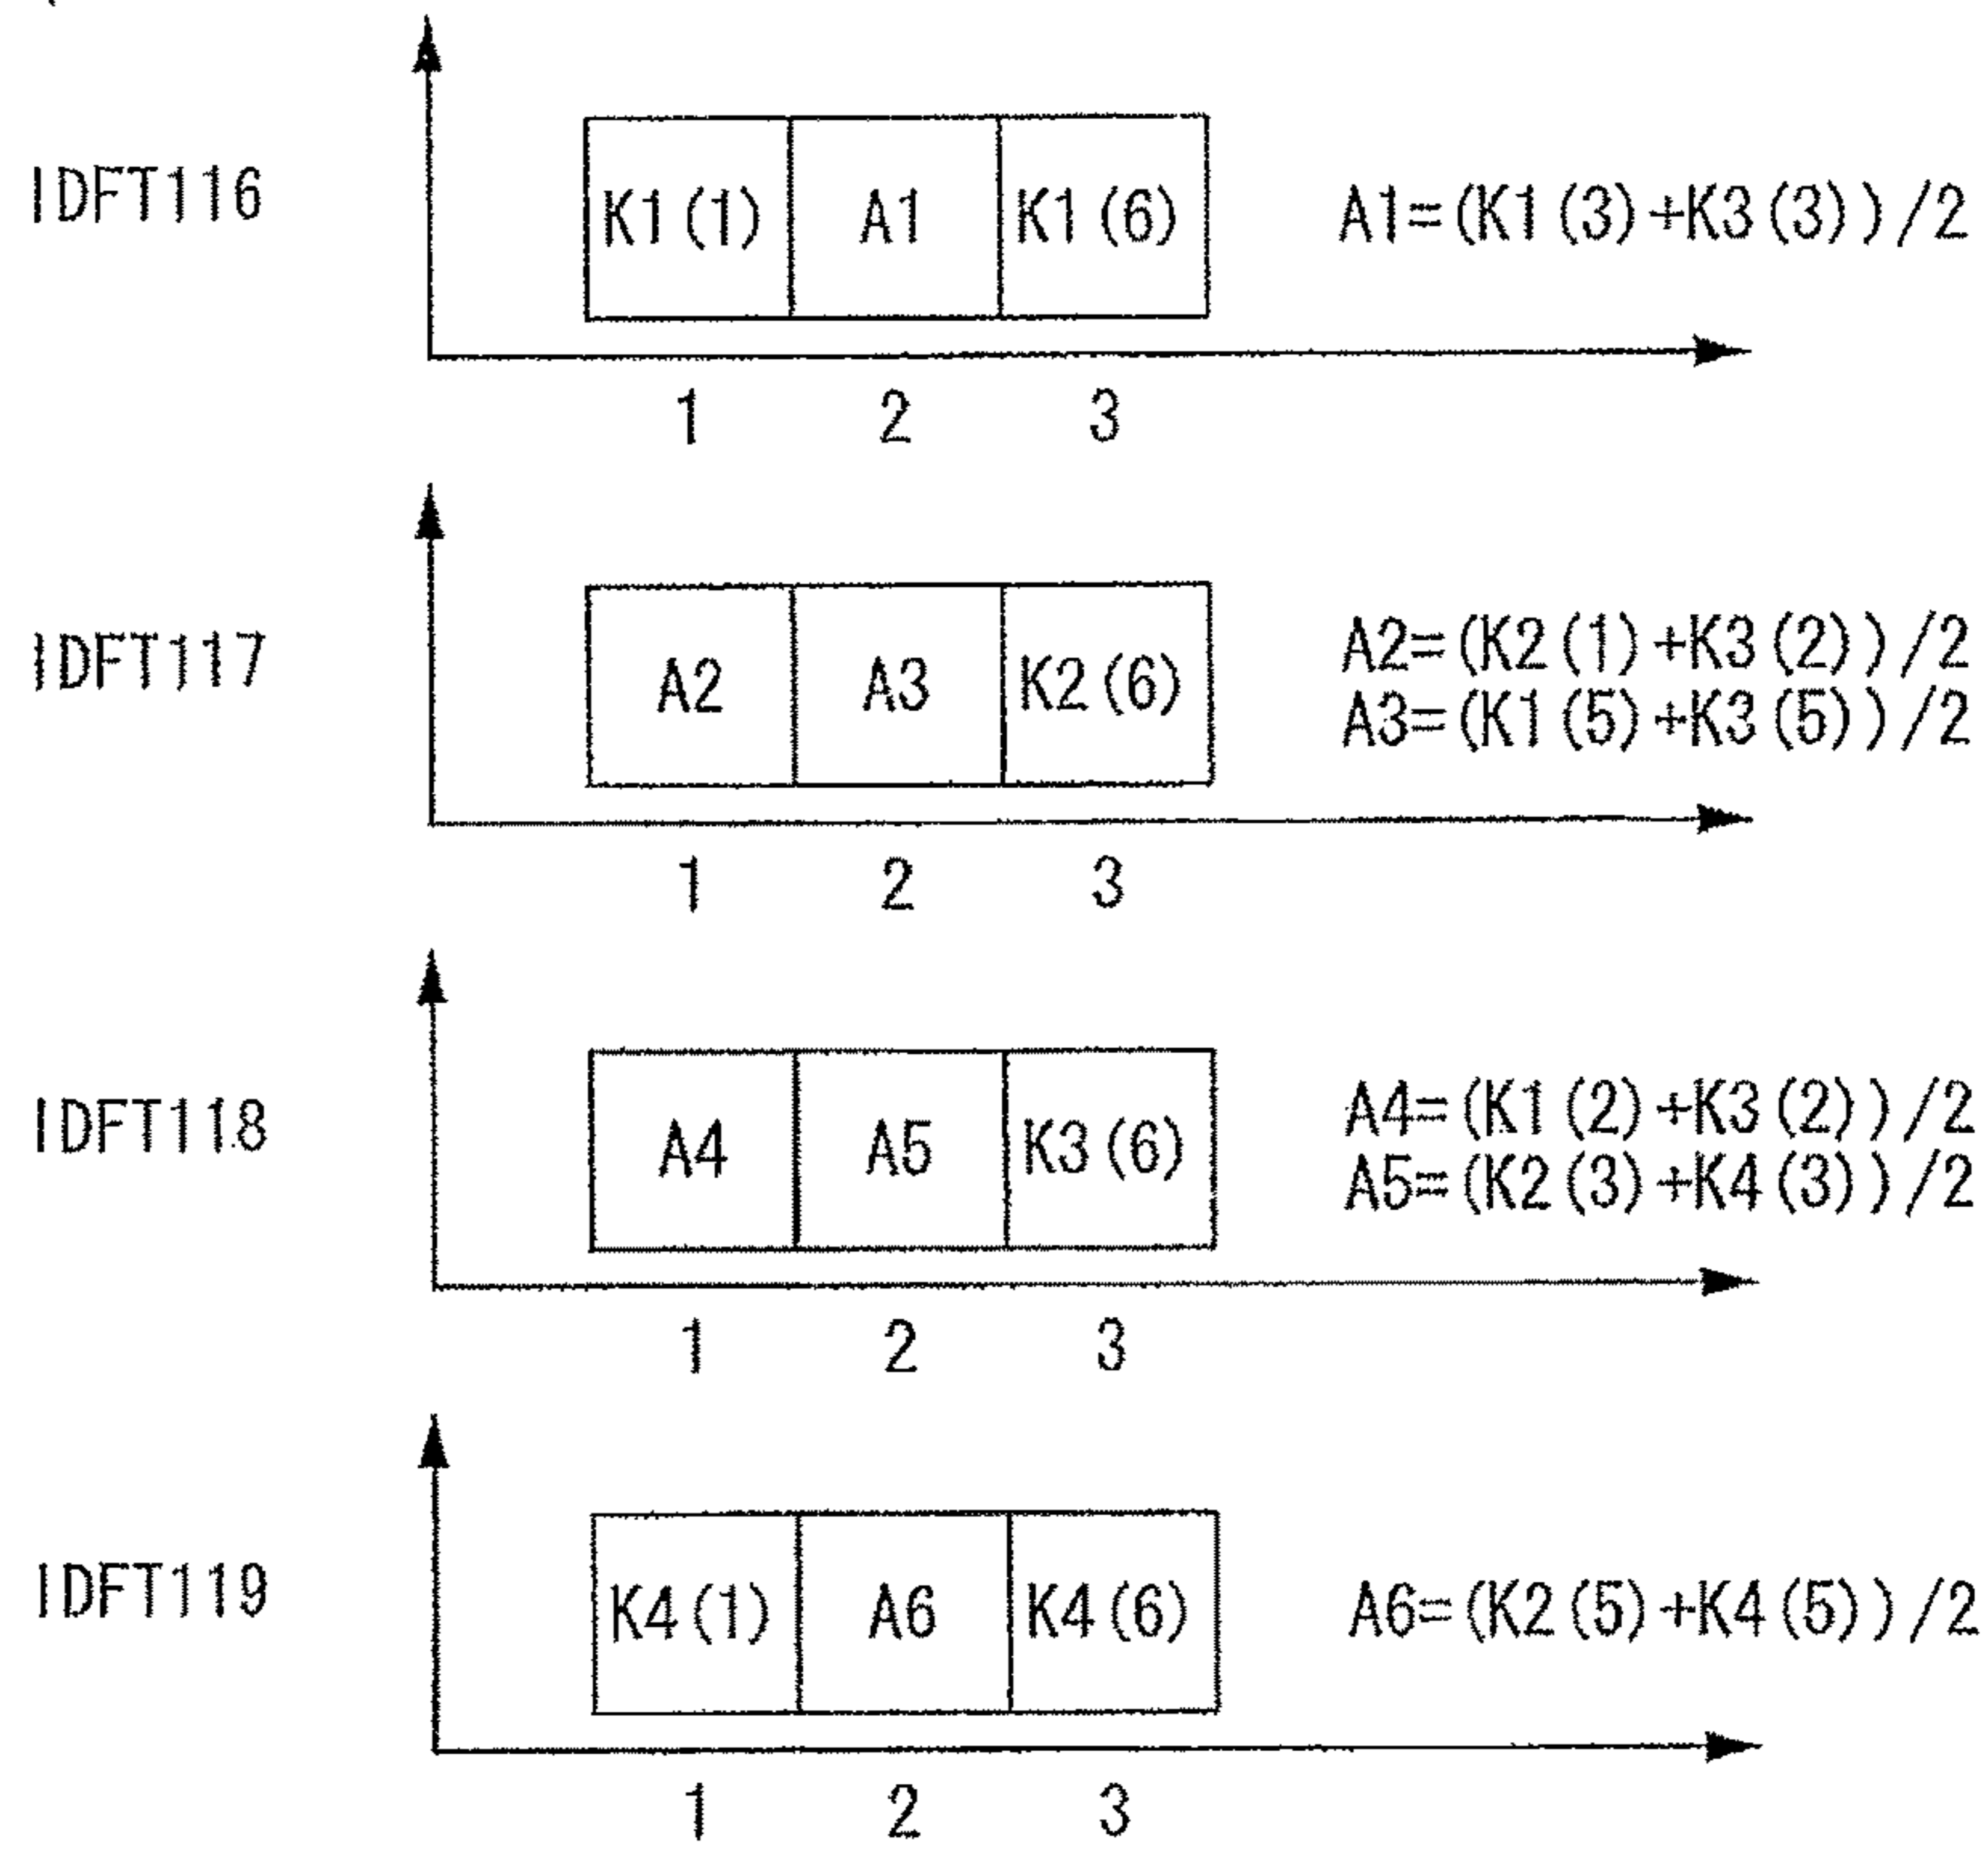 IDFT116
K1(1) A1 K1(6)
A1=(K1(3)+K3(3))/2
1 2 3
IDFT117
A2 A3 K2(6)
A2=(K2(1)+K3(2))/2
A3=(K1(5)+K3(5))/2
1 2 3
IDFT118
A4 A5 K3(6)
A4=(K1(2)+K3(2))/2
A5=(K2(3)+K4(3))/2
1 2 3
IDFT119
K4(1) A6 K4(6)
A6=(K2(5)+K4(5))/2
1 2 3